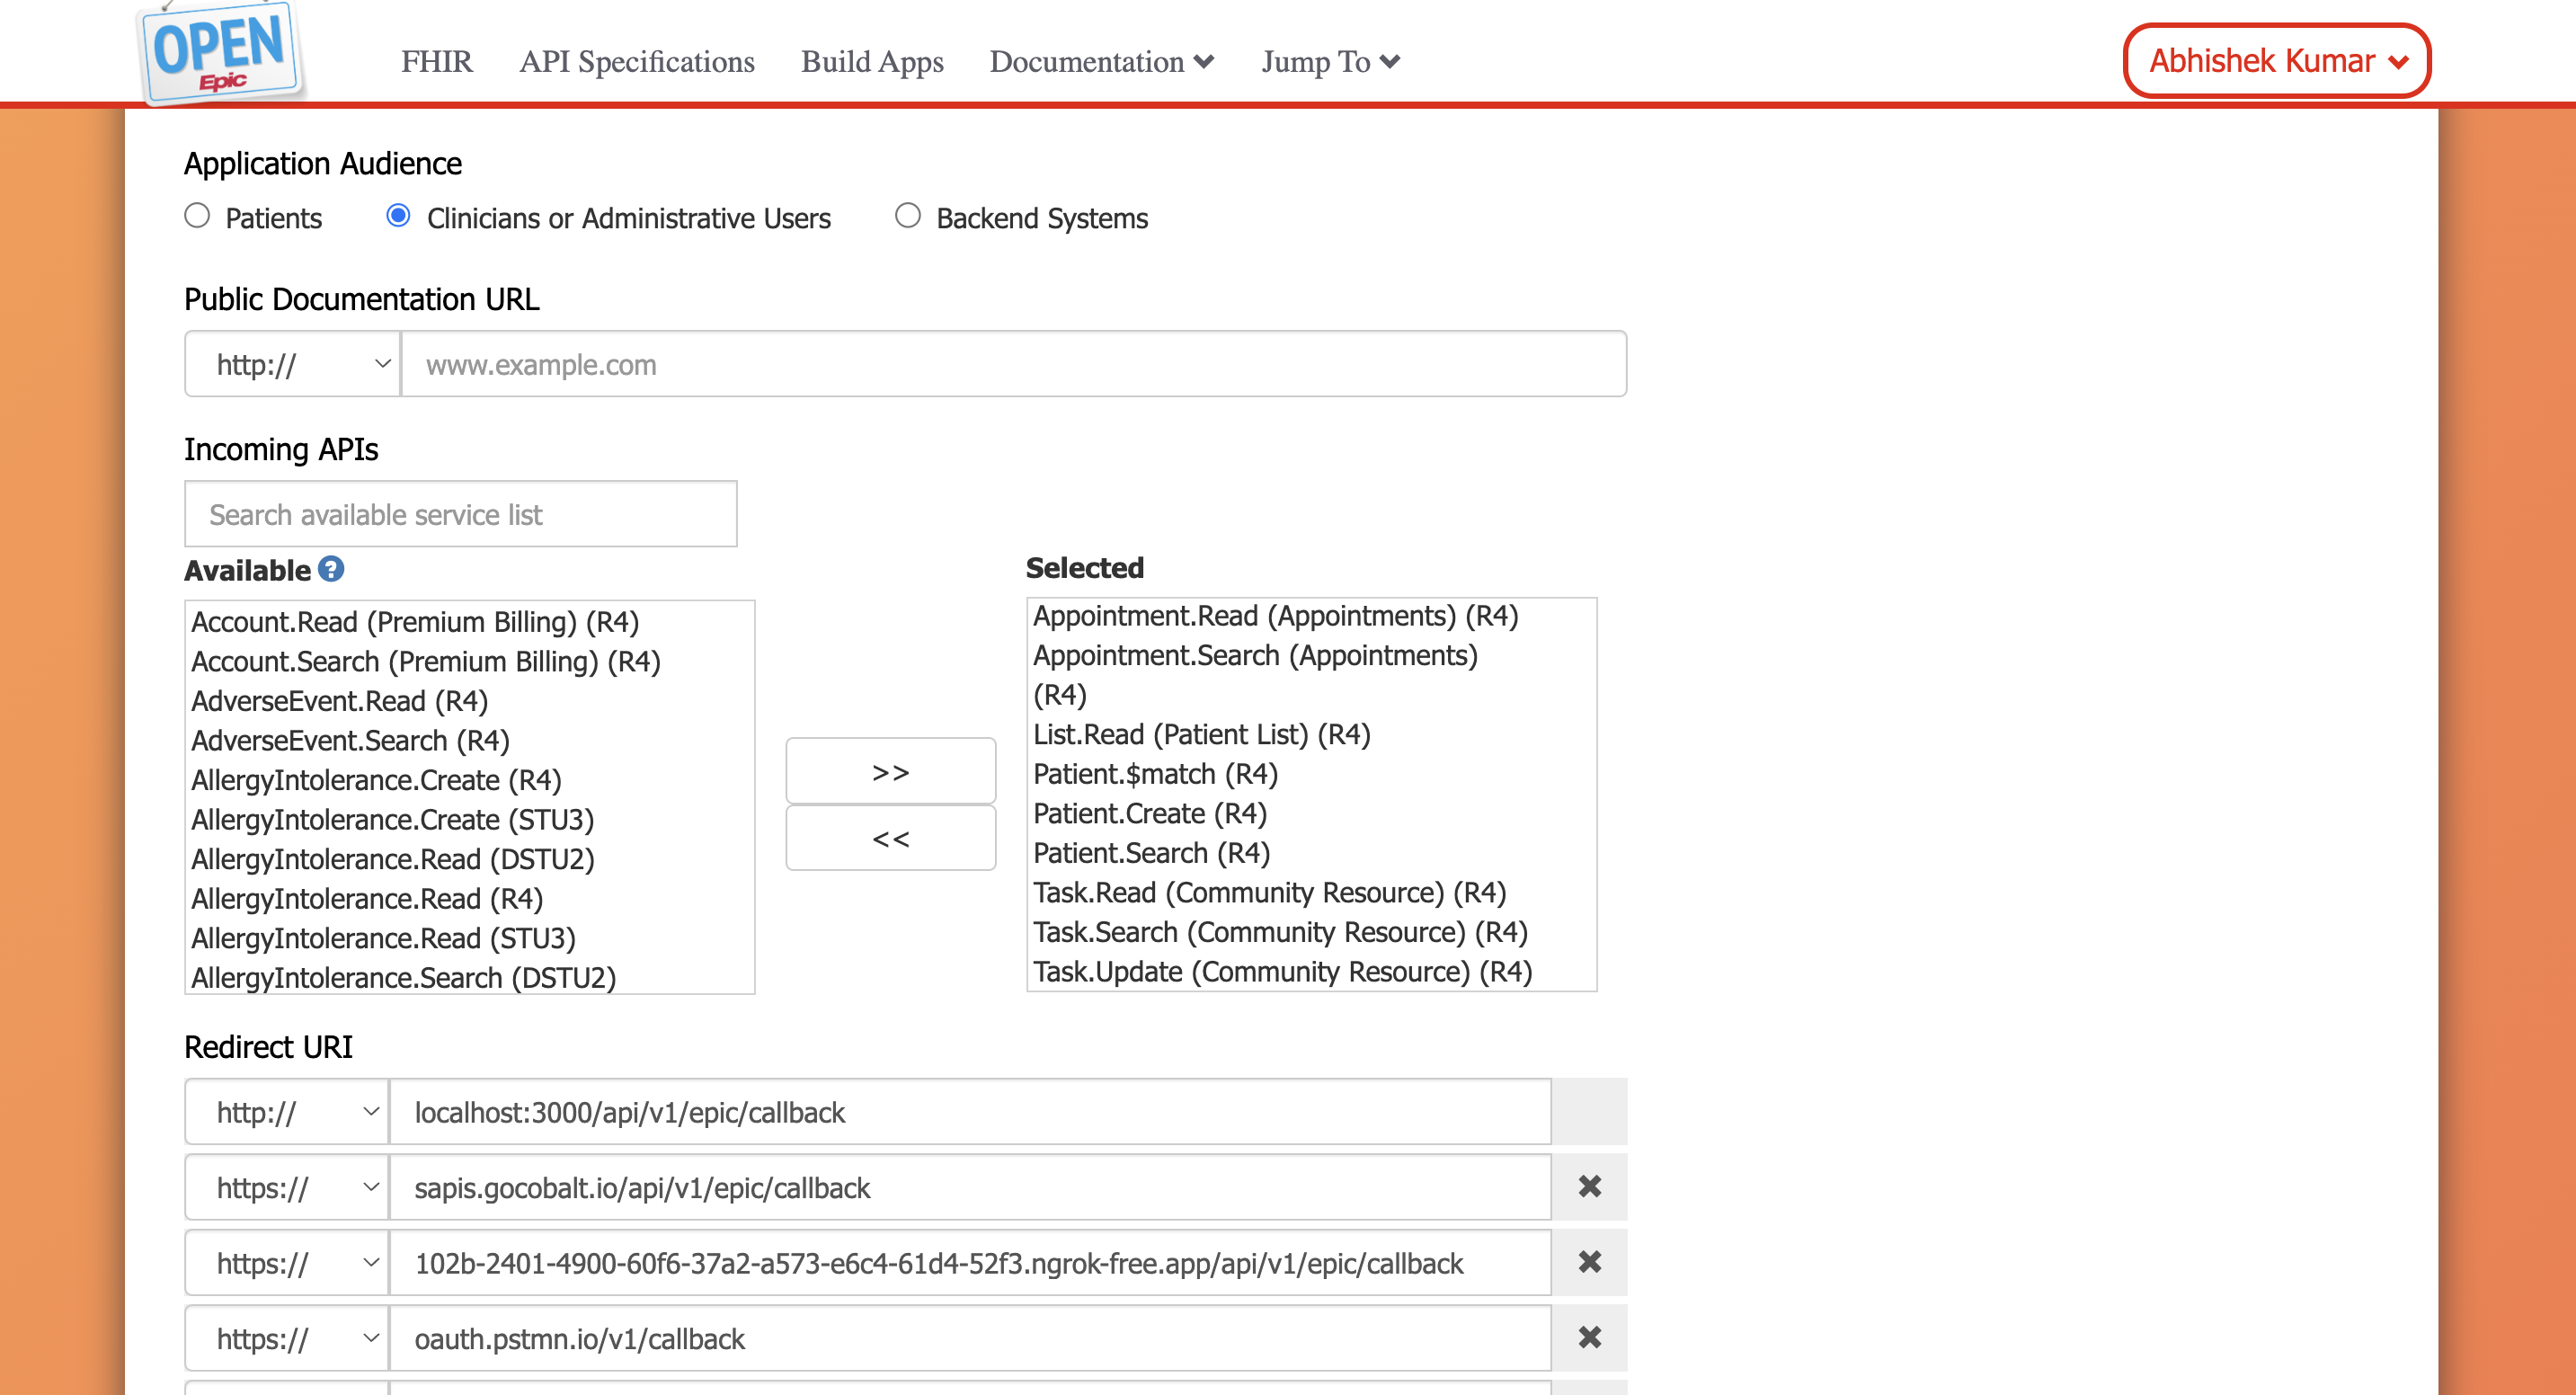 OPEN
Epic
FHIR
API Specifications
Build Apps
Documentation
Jump To
Abhishek Kumar
Application Audience
Patients
Clinicians or Administrative Users
Backend Systems
Public Documentation URL
http://
www.example.com
Incoming APIs
Search available service list
Available ?
Account.Read (Premium Billing) (R4)
Account.Search (Premium Billing) (R4)
AdverseEvent.Read (R4)
AdverseEvent.Search (R4)
AllergyIntolerance.Create (R4)
AllergyIntolerance.Create (STU3)
AllergyIntolerance.Read (DSTU2)
AllergyIntolerance.Read (R4)
AllergyIntolerance.Read (STU3)
AllergyIntolerance.Search (DSTU2)
>>
<<
Selected
Appointment.Read (Appointments) (R4)
Appointment.Search (Appointments)
(R4)
List.Read (Patient List) (R4)
Patient.$match (R4)
Patient.Create (R4)
Patient.Search (R4)
Task.Read (Community Resource) (R4)
Task.Search (Community Resource) (R4)
Task.Update (Community Resource) (R4)
Redirect URI
http://
localhost:3000/api/v1/epic/callback
https://
sapis.gocobalt.io/api/v1/epic/callback
https://
102b-2401-4900-60f6-37a2-a573-e6c4-61d4-52f3.ngrok-free.app/api/v1/epic/callback
https://
oauth.pstmn.io/v1/callback